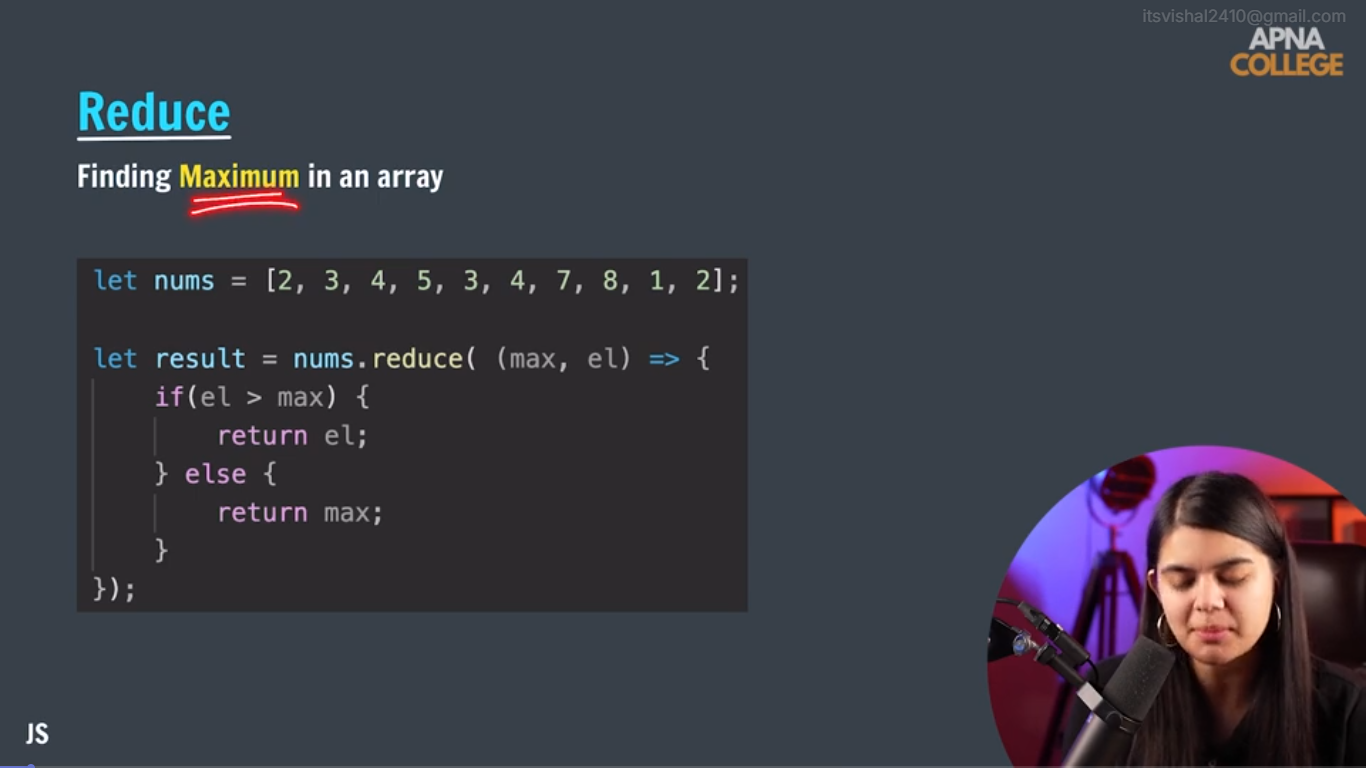 itsvishal2410@gmail.com
APNA
COLLEGE
Reduce
Finding Maximum in an array
let nums = [2, 3, 4, 5, 3, 4, 7, 8, 1, 2];
let result = nums.reduce( (max, el) => {
    if(el > max) {
        return el;
    } else {
        return max;
    }
});
JS